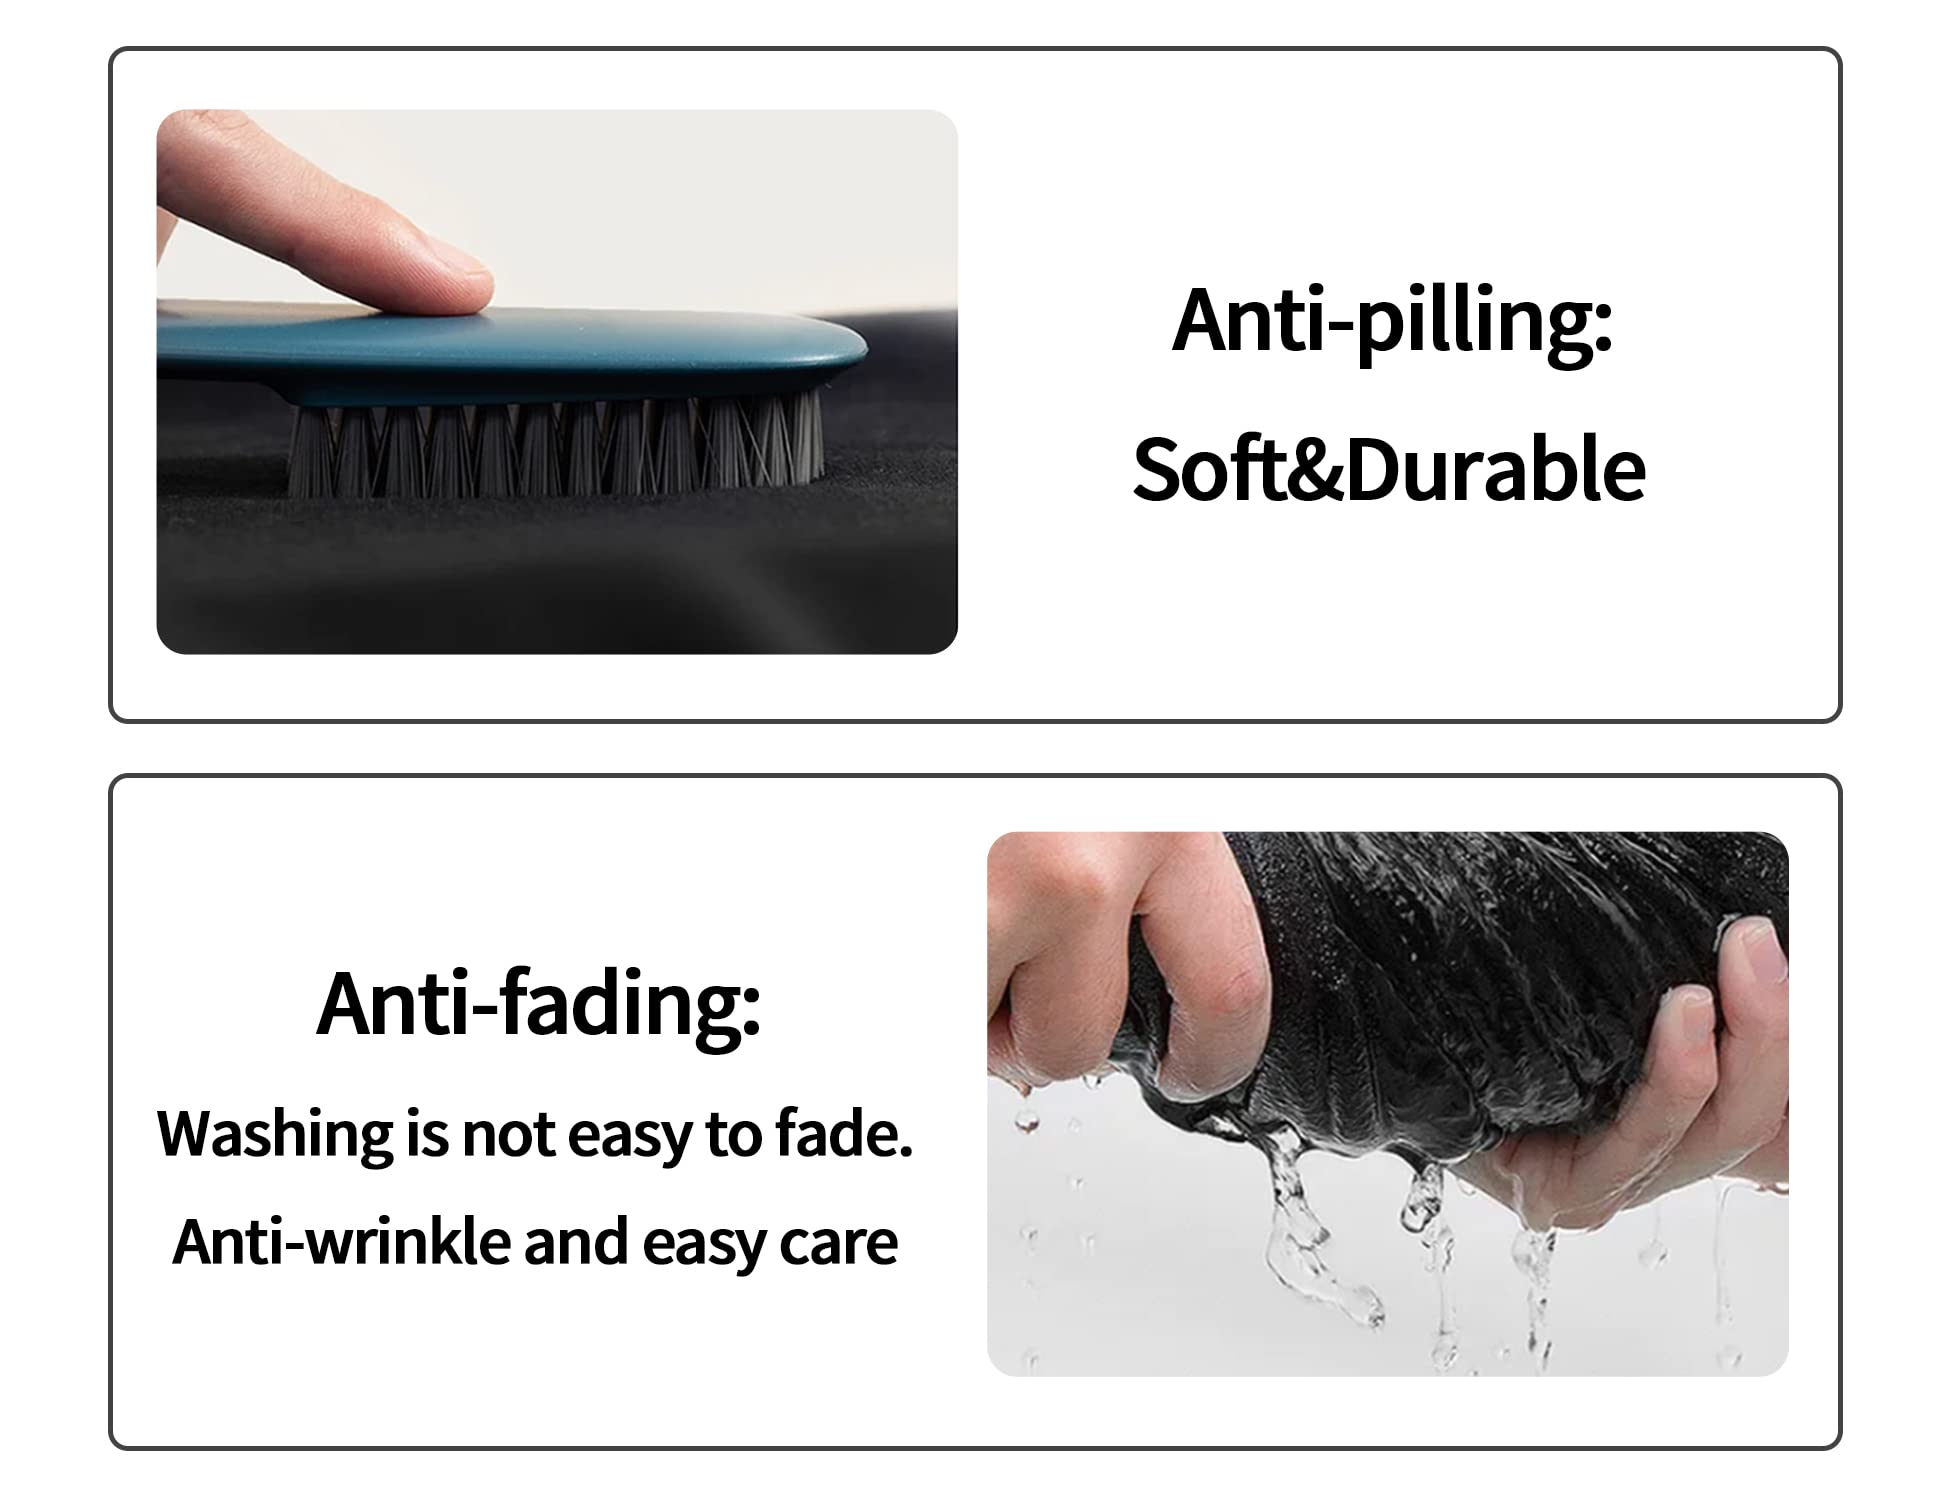 Anti-pilling:
Soft&Durable
Anti-fading:
Washing is not easy to fade.
Anti-wrinkle and easy care